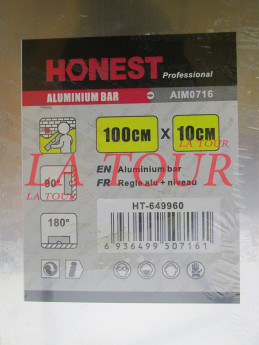 HONEST Professional
ALUMINIUM BAR AIM0716
100CM X 10CM
LA TOUR
LA TOUR
90°
EN Aluminium bar
FR Regle alu + niveau
HT-649960
180°
6 936499 507161
LA TOUR